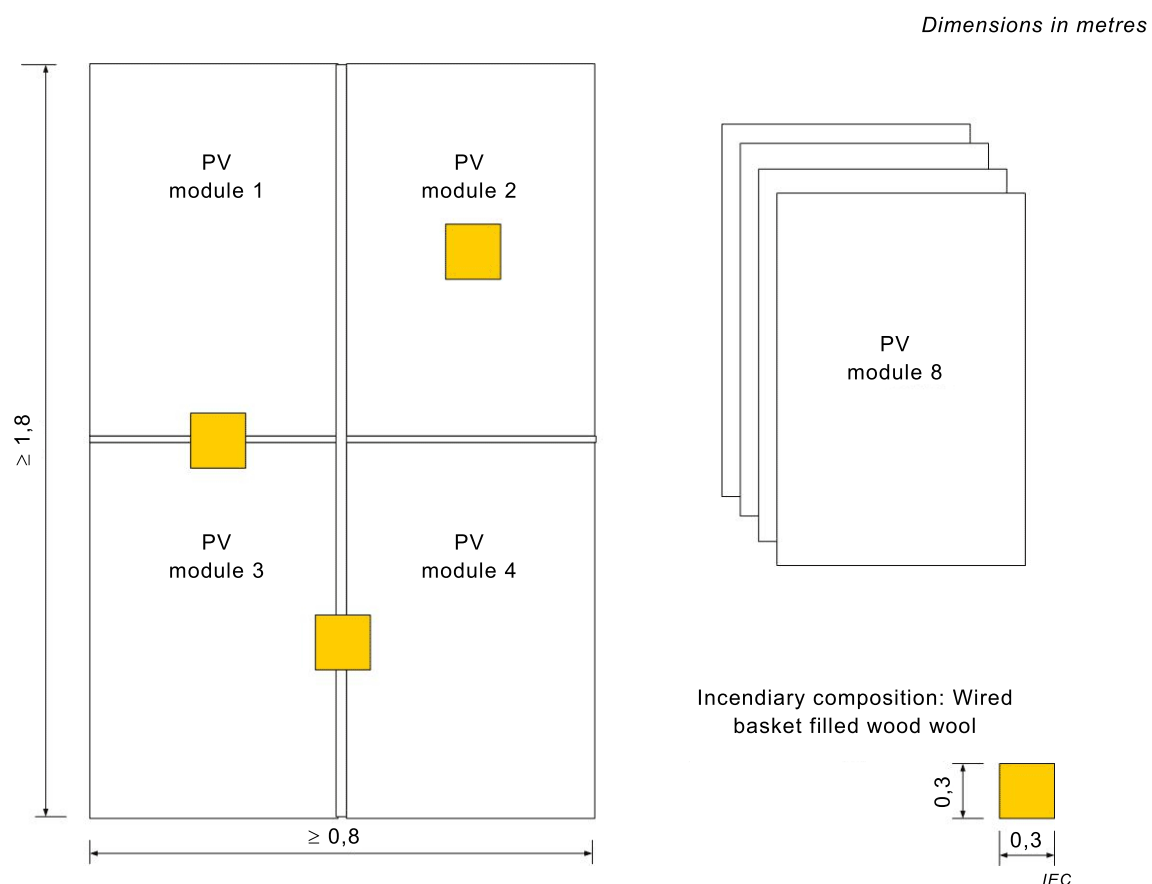 Dimensions in metres
PV
module 1
PV
module 2
PV
module 8
≥ 1,8
PV
module 3
PV
module 4
Incendiary composition: Wired
basket filled wood wool
0,3
≥ 0,8
0,3
IEC